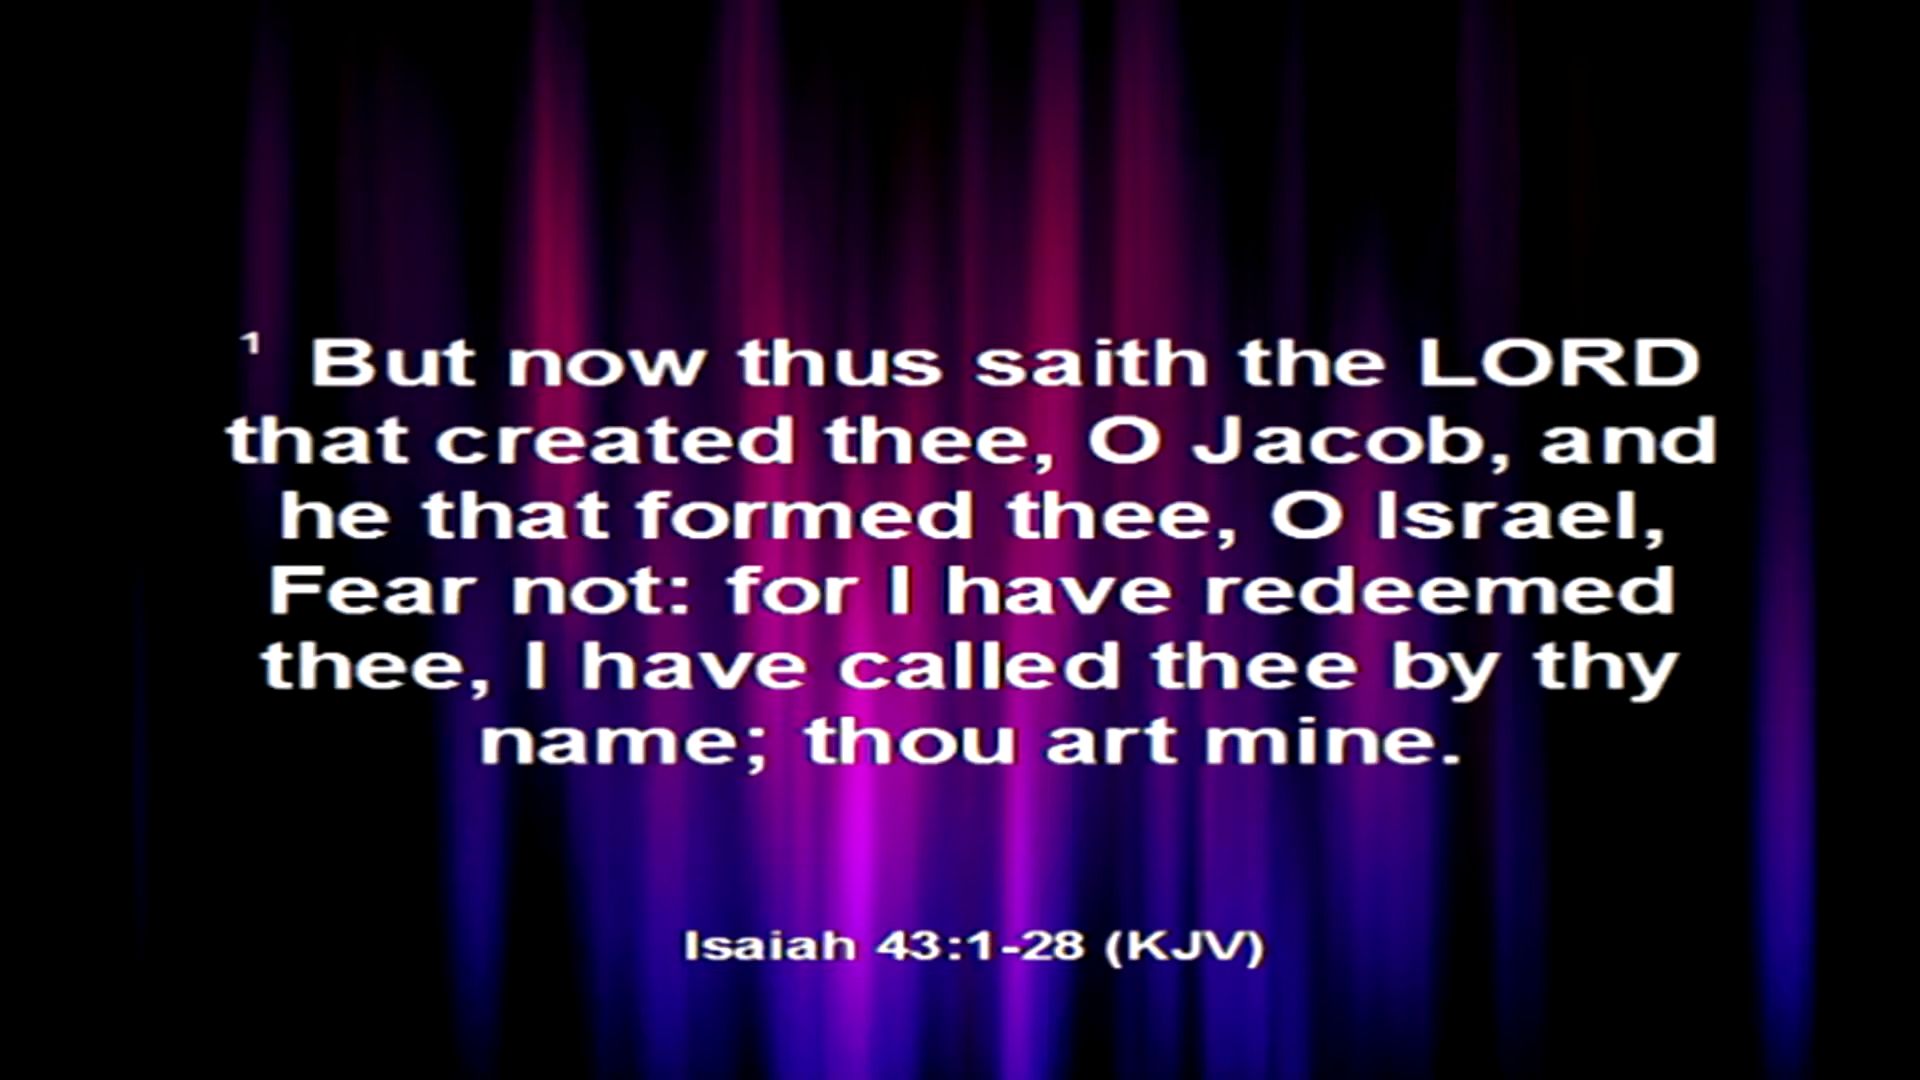 1 But now thus saith the LORD
that created thee, O Jacob, and
he that formed thee, O Israel,
Fear not: for I have redeemed
thee, I have called thee by thy
name; thou art mine.
Isaiah 43:1-28 (KJV)